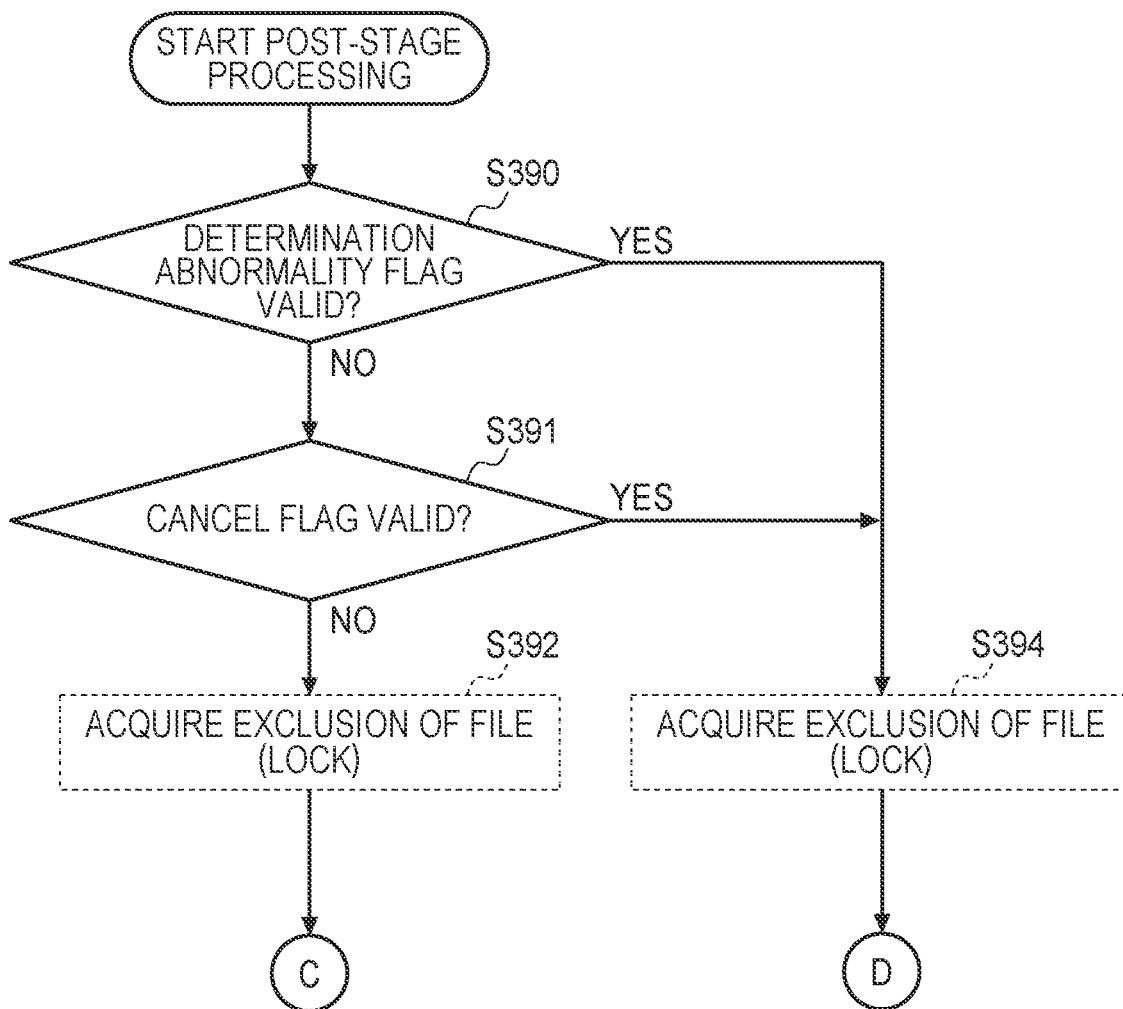 START POST-STAGE
PROCESSING
S390
DETERMINATION
ABNORMALITY FLAG
VALID?
YES
NO
S391
CANCEL FLAG VALID?
YES
NO
S392
ACQUIRE EXCLUSION OF FILE
(LOCK)
S394
ACQUIRE EXCLUSION OF FILE
(LOCK)
C
D